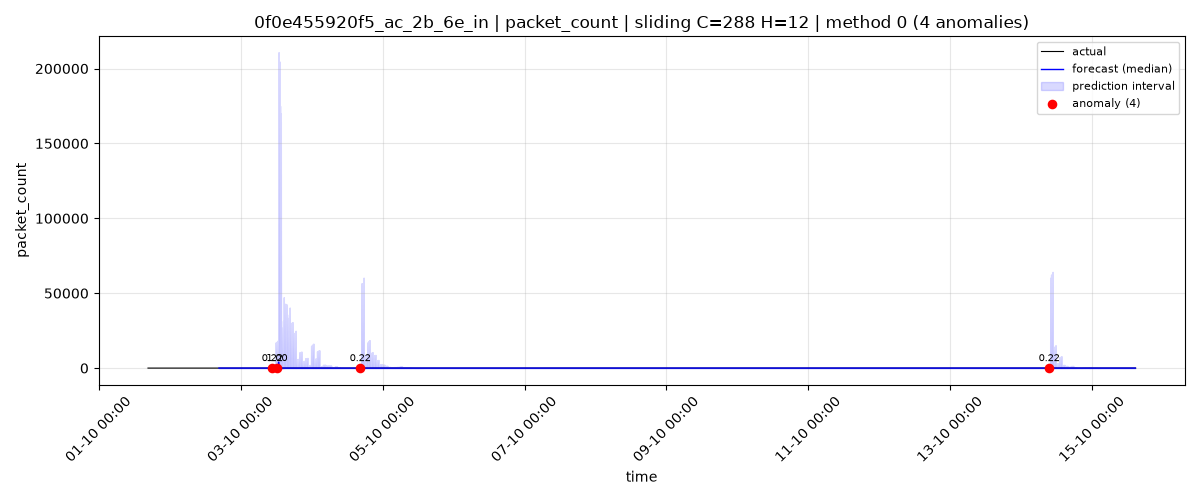 0f0e455920f5_ac_2b_6e_in | packet_count | sliding C=288 H=12 | method 0 (4 anomalies)
actual
forecast (median)
prediction interval
anomaly (4)
packet_count
200000
150000
100000
50000
0
0.22
0.22
01-10 00:00
03-10 00:00
05-10 00:00
07-10 00:00
09-10 00:00
11-10 00:00
13-10 00:00
15-10 00:00
time